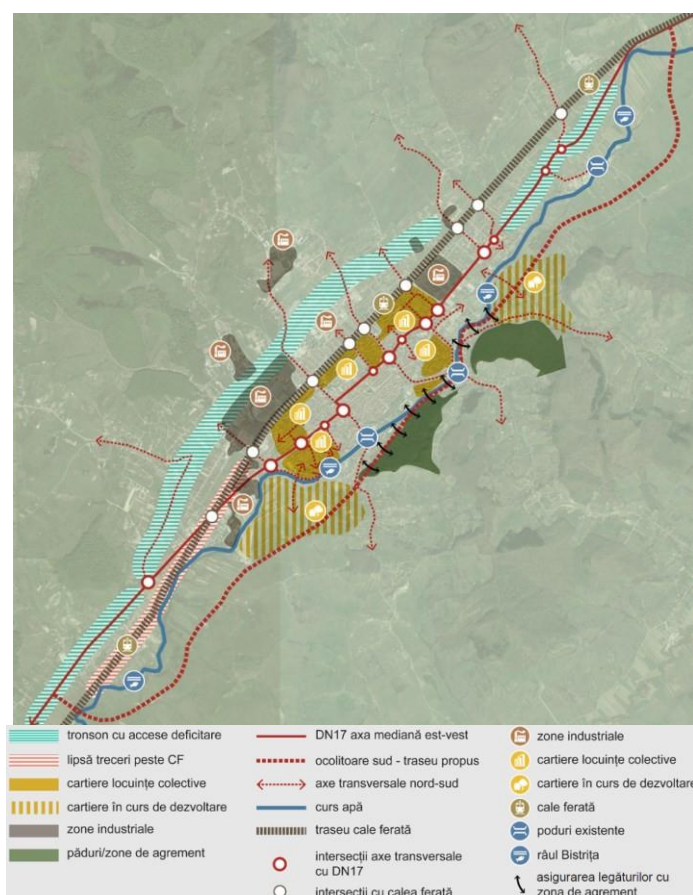 tronson cu accese deficitare
lipsă treceri peste CF
cartiere locuințe colective
cartiere în curs de dezvoltare
zone industriale
păduri/zone de agrement
DN17 axa mediană est-vest
ocolitoare sud - traseu propus
axe transversale nord-sud
curs apă
traseu cale ferată
intersecții axe transversale
cu DN17
intersecții cu calea ferată
zone industriale
cartiere locuințe colective
cartiere în curs de dezvoltare
cale ferată
poduri existente
râul Bistrița
asigurarea legăturilor cu
zona de agrement